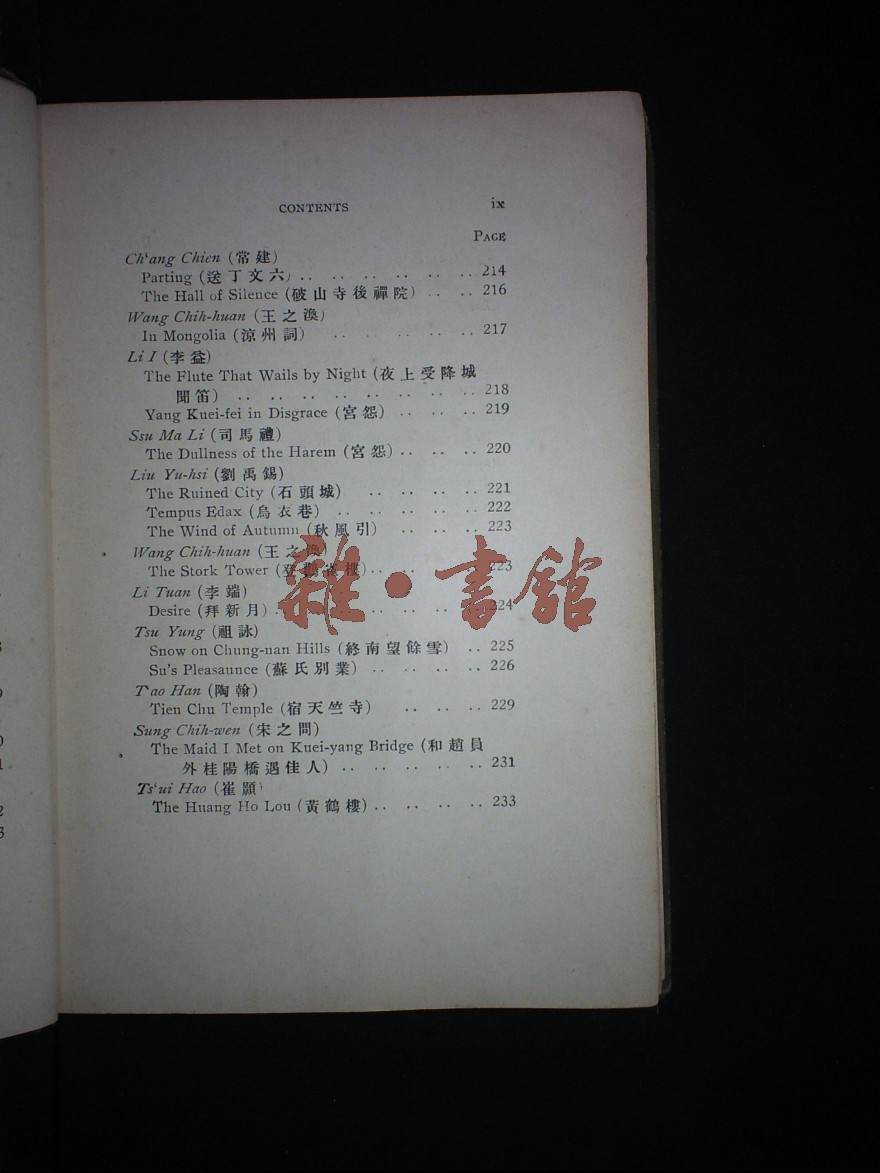 CONTENTS ix
PAGE
Ch‘ang Chien (常建)
Parting (送丁文六) .. .. .. .. .. .. 214
The Hall of Silence (破山寺後禪院) .. .. 216
Wang Chih-huan (王之渙)
In Mongolia (涼州詞) .. .. .. .. 217
Li I (李益)
The Flute That Wails by Night (夜上受降城
聞笛) .. .. .. .. .. .. .. .. 218
Yang Kuei-fei in Disgrace (宮怨) .. .. .. 219
Ssu Ma Li (司馬禮)
The Dullness of the Harem (宮怨) .. .. .. 220
Liu Yu-hsi (劉禹錫)
The Ruined City (石頭城) .. .. .. .. 221
Tempus Edax (烏衣巷) .. .. .. .. .. 222
The Wind of Autumn (秋風引) .. .. .. 223
Wang Chih-huan (王之渙)
The Stork Tower (登鸛雀樓) .. .. .. 223
Li Tuan (李端)
Desire (拜新月) .. .. .. .. .. 224
Tsu Yung (祖詠)
Snow on Chung-nan Hills (終南望餘雪) .. 225
Su's Pleasaunce (蘇氏別業) .. .. .. .. 226
T‘ao Han (陶翰)
Tien Chu Temple (宿天竺寺) .. .. .. 229
Sung Chih-wen (宋之問)
The Maid I Met on Kuei-yang Bridge (和趙員
外桂陽橋遇佳人) .. .. .. .. .. 231
Ts‘ui Hao (崔顥)
The Huang Ho Lou (黃鶴樓) .. .. .. .. 233
雜·書館